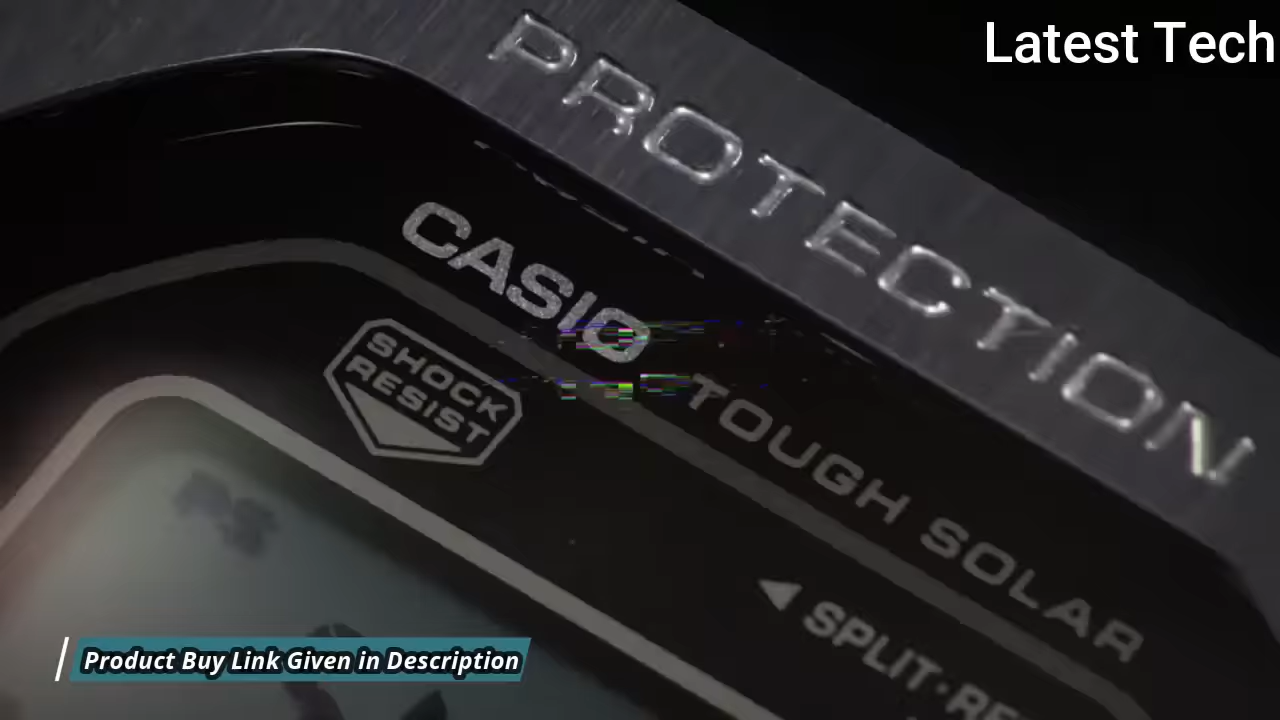 Latest Tech
PROTECTION
CASIO
SHOCK
RESIST
TOUGH SOLAR
SPLIT·RE
Product Buy Link Given in Description